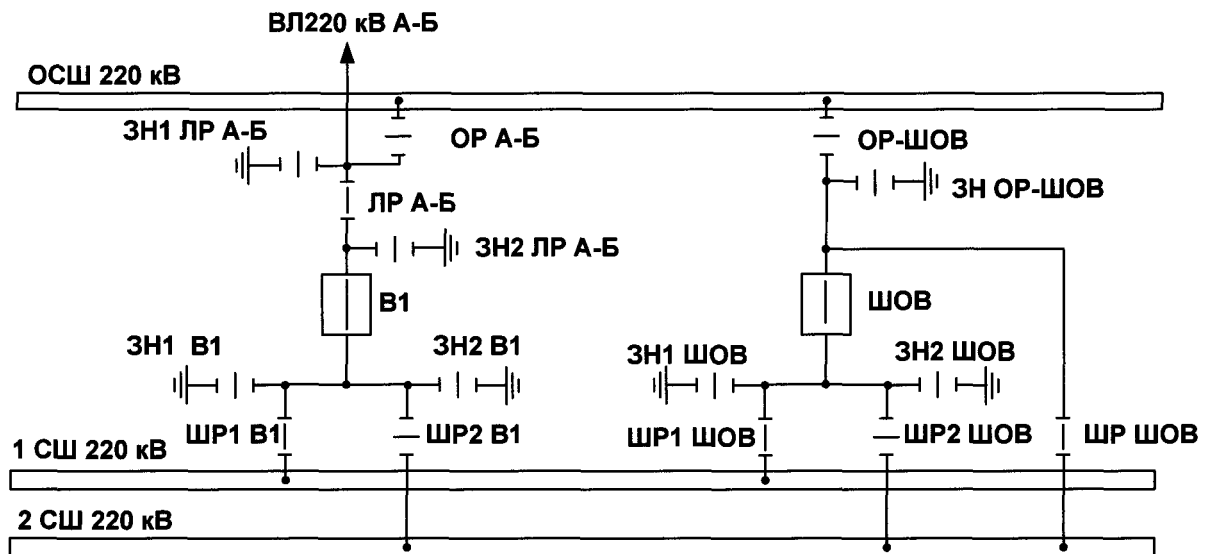 ВЛ220 кВ А-Б
ОСШ 220 кВ
ЗН1 ЛР А-Б
ОР А-Б
ОР-ШОВ
ЛР А-Б
ЗН ОР-ШОВ
ЗН2 ЛР А-Б
В1
ШОВ
ЗН1 В1
ЗН2 В1
ЗН1 ШОВ
ЗН2 ШОВ
ШР1 В1
ШР2 В1
ШР1 ШОВ
ШР2 ШОВ
ШР ШОВ
1 СШ 220 кВ
2 СШ 220 кВ